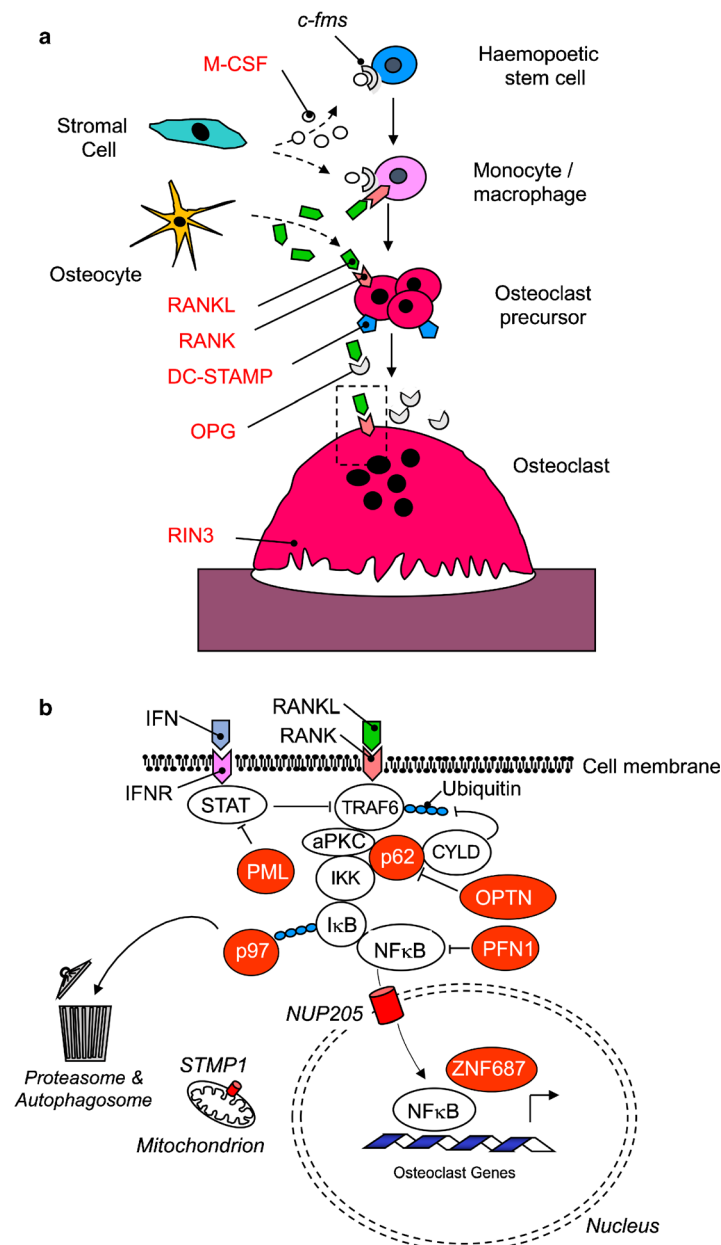 a
c-fms
M-CSF
Haemopoetic
stem cell
Stromal
Cell
Monocyte /
macrophage
Osteocyte
RANKL
RANK
DC-STAMP
OPG
Osteoclast
precursor
Osteoclast
RIN3
b
IFN
RANKL
RANK
Cell membrane
IFNR
Ubiquitin
STAT
TRAF6
aPKC
p62
CYLD
PML
IKK
OPTN
IκB
p97
NFκB
PFN1
NUP205
Proteasome &
Autophagosome
STMP1
Mitochondrion
ZNF687
NFκB
Osteoclast Genes
Nucleus